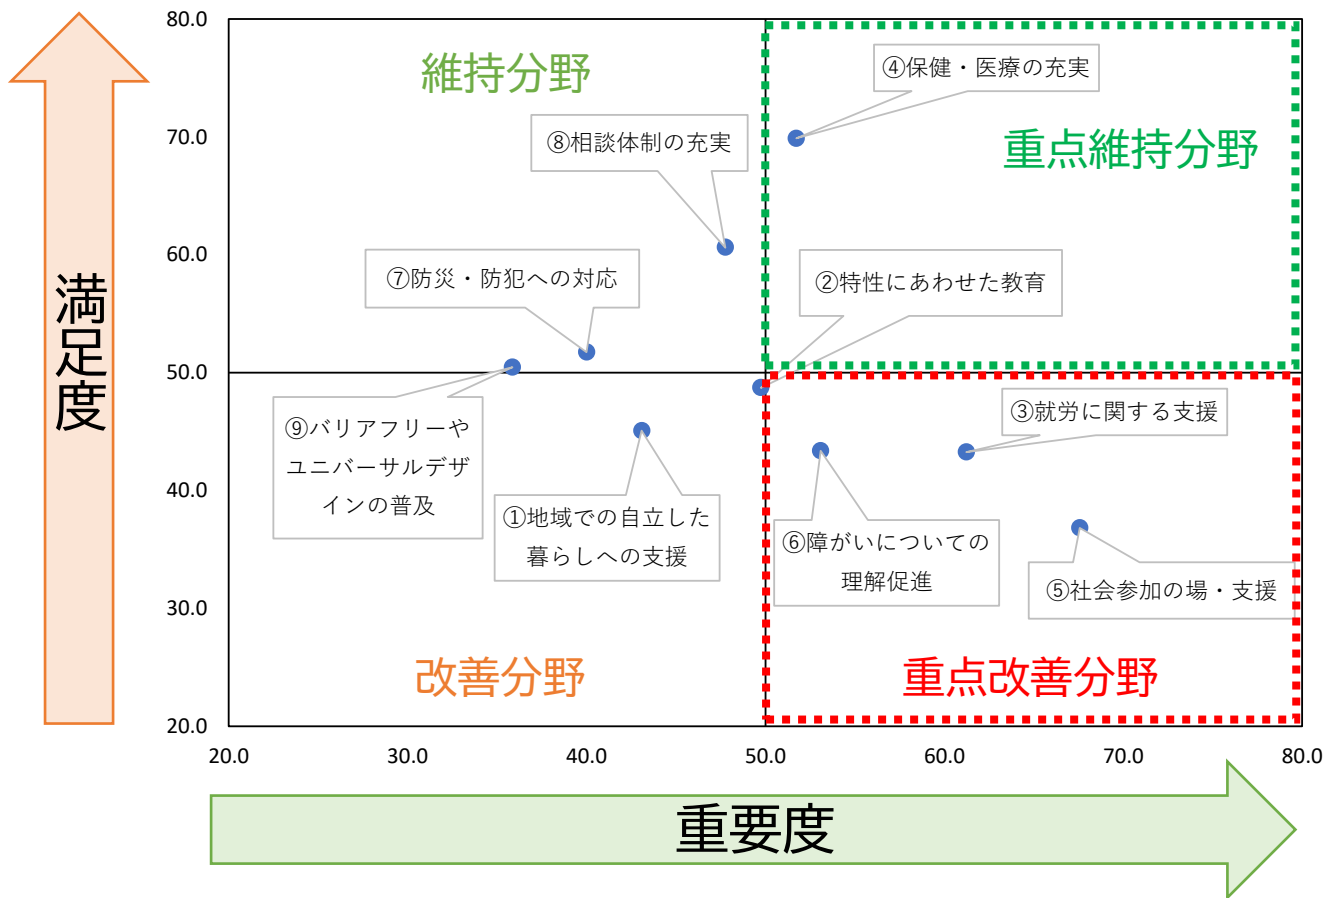 80.0
維持分野
④保健・医療の充実
70.0
⑧相談体制の充実
重点維持分野
60.0
⑦防災・防犯への対応
②特性にあわせた教育
満足度
50.0
③就労に関する支援
⑨バリアフリーや
ユニバーサルデザ
インの普及
40.0
①地域での自立した
暮らしへの支援
⑥障がいについての
理解促進
⑤社会参加の場・支援
30.0
改善分野
重点改善分野
20.0
20.0
30.0
40.0
50.0
60.0
70.0
80.0
重要度